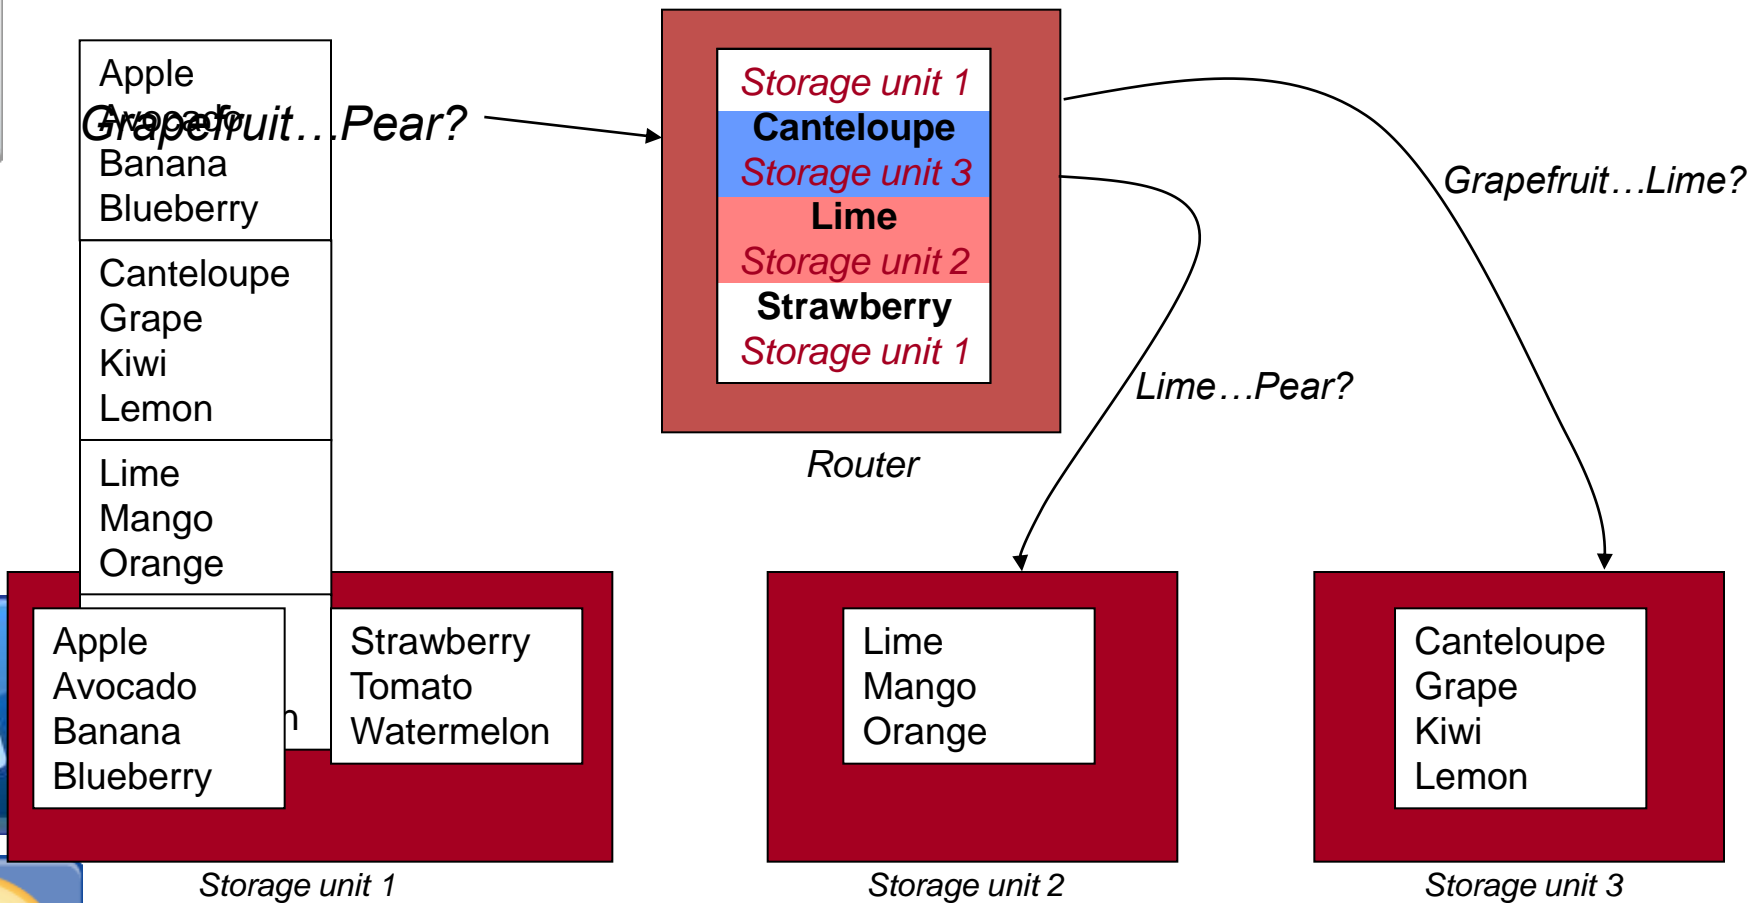 Apple
Avocado
Banana
Blueberry
Grapefruit…Pear?
Canteloupe
Grape
Kiwi
Lemon
Lime
Mango
Orange
Storage unit 1
Canteloupe
Storage unit 3
Lime
Storage unit 2
Strawberry
Storage unit 1
Router
Grapefruit…Lime?
Lime…Pear?
Apple
Avocado
Banana
Blueberry
Strawberry
Tomato
Watermelon
Storage unit 1
Lime
Mango
Orange
Storage unit 2
Canteloupe
Grape
Kiwi
Lemon
Storage unit 3